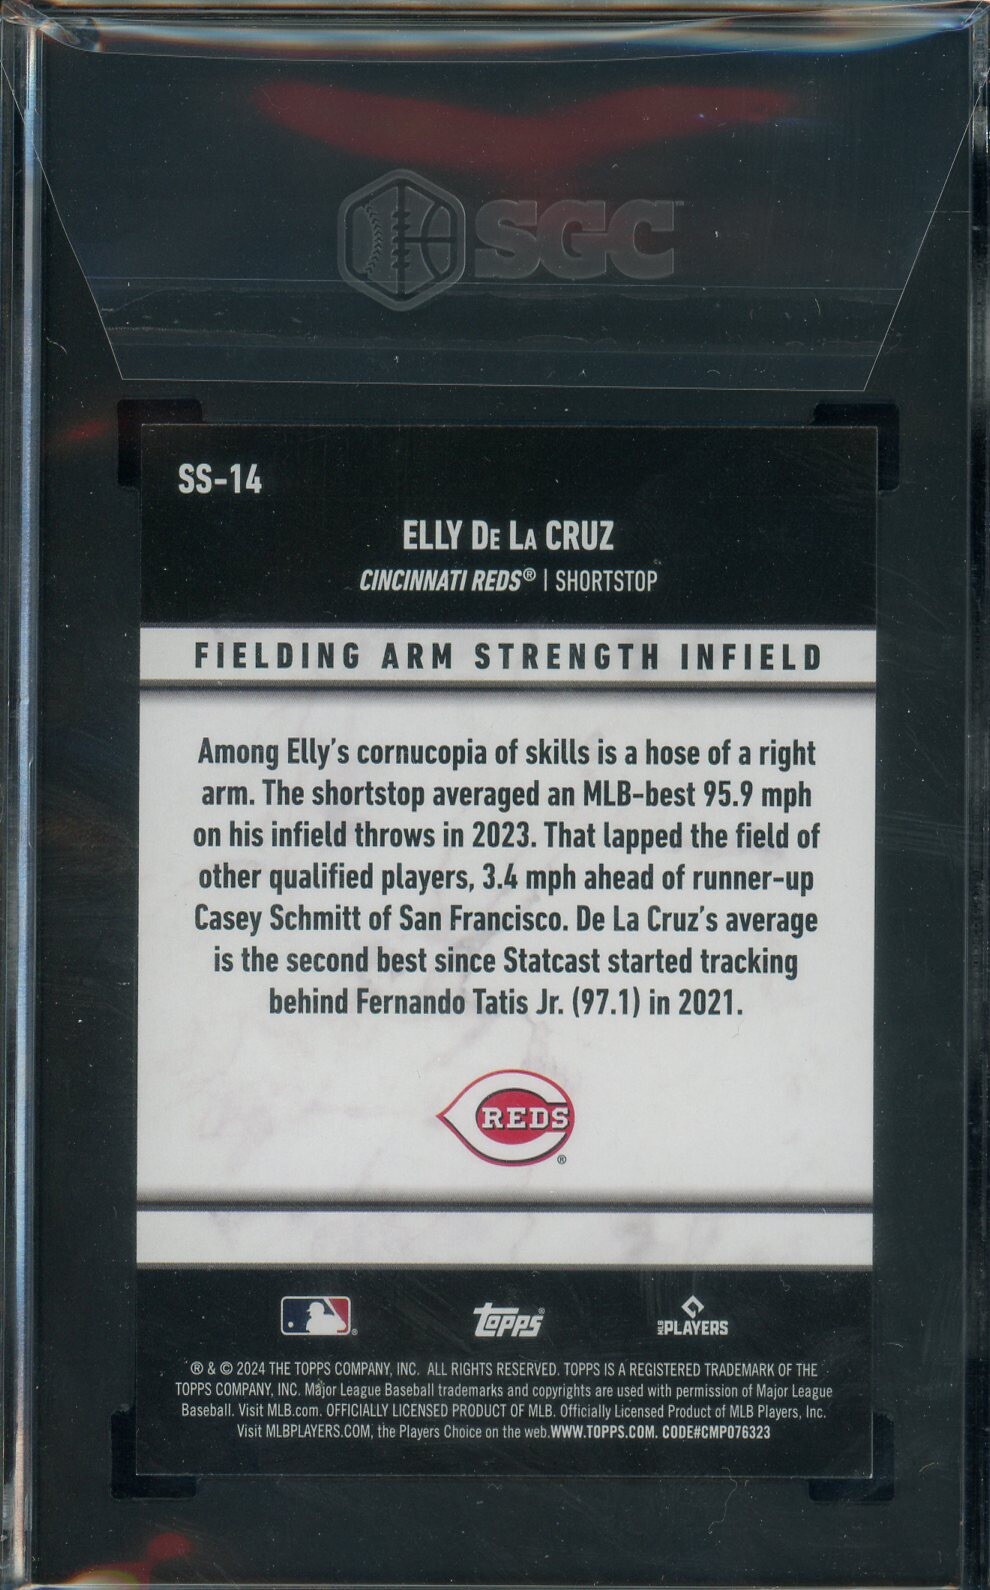 SGC
SS-14
ELLY DE LA CRUZ
CINCINNATI REDS® | SHORTSTOP
FIELDING ARM STRENGTH INFIELD
Among Elly's cornucopia of skills is a hose of a right
arm. The shortstop averaged an MLB-best 95.9 mph
on his infield throws in 2023. That lapped the field of
other qualified players, 3.4 mph ahead of runner-up
Casey Schmitt of San Francisco. De La Cruz's average
is the second best since Statcast started tracking
behind Fernando Tatis Jr. (97.1) in 2021.
REDS®
® Topps® MLB PLAYERS
® & © 2024 THE TOPPS COMPANY, INC. ALL RIGHTS RESERVED. TOPPS IS A REGISTERED TRADEMARK OF THE
TOPPS COMPANY, INC. Major League Baseball trademarks and copyrights are used with permission of Major League
Baseball. Visit MLB.com. OFFICIALLY LICENSED PRODUCT OF MLB. Officially Licensed Product of MLB Players, Inc.
Visit MLBPLAYERS.COM, the Players Choice on the web.WWW.TOPPS.COM. CODE#CMP076323